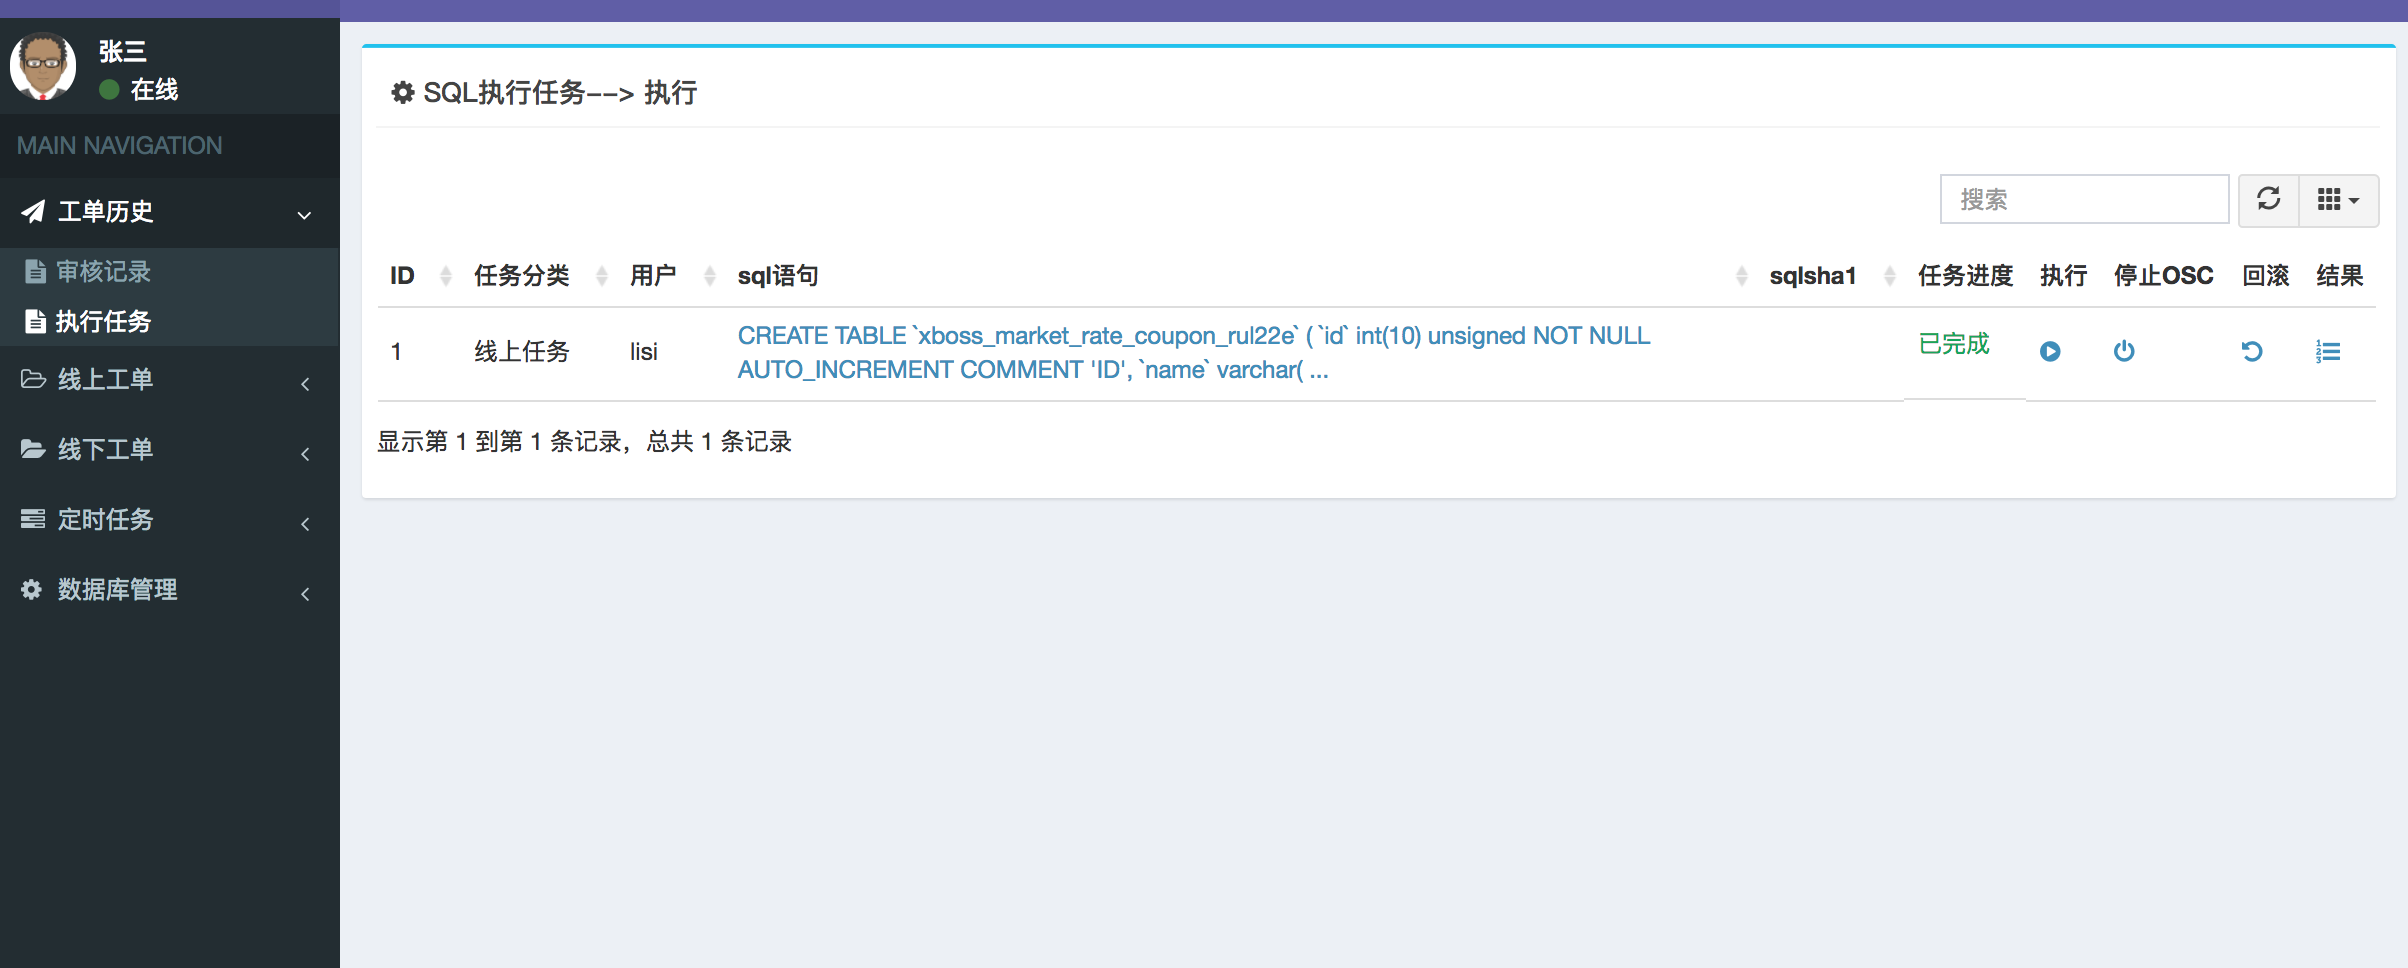 张三
在线
MAIN NAVIGATION
工单历史
审核记录
执行任务
线上工单
线下工单
定时任务
数据库管理
SQL执行任务--> 执行
搜索
ID 任务分类 用户 sql语句 sqlsha1 任务进度 执行 停止OSC 回滚 结果
1 线上任务 lisi CREATE TABLE `xboss_market_rate_coupon_rul22e` ( `id` int(10) unsigned NOT NULL
AUTO_INCREMENT COMMENT 'ID', `name` varchar( ... 已完成
显示第 1 到第 1 条记录，总共 1 条记录